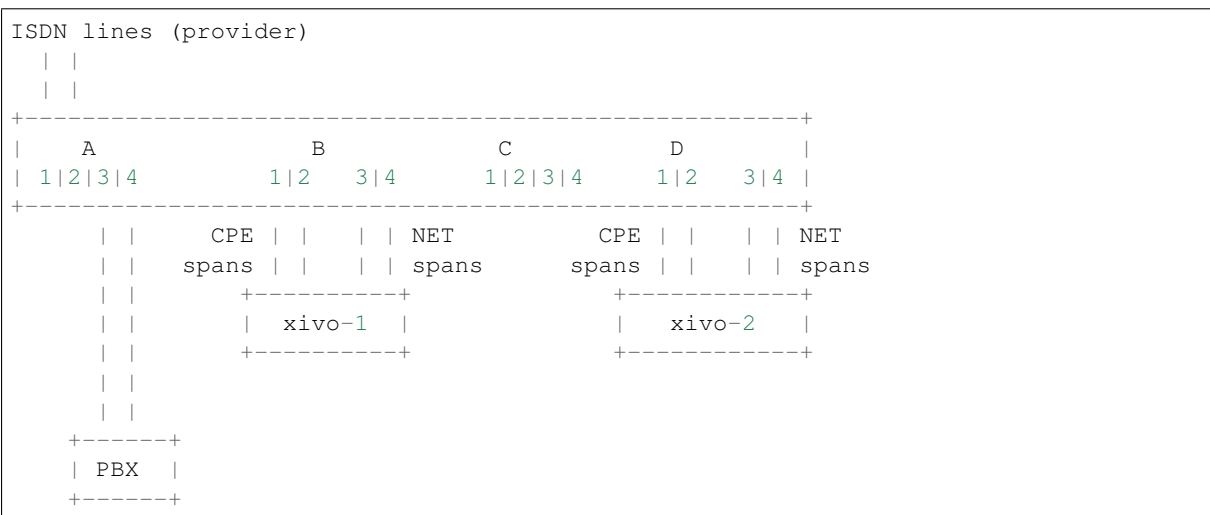 ISDN lines (provider)
  | |
  | |
+------------------------------------------------------+
|    A               B            C           D        |
| 1|2|3|4         1|2   3|4      1|2|3|4     1|2   3|4 |
+------------------------------------------------------+
      | |     CPE | |   | | NET          CPE | |   | | NET
      | |   spans | |   | | spans      spans | |   | | spans
      | |       +----------+              +------------+
      | |       |  xivo-1  |              |   xivo-2   |
      | |       +----------+              +------------+
      | |
      | |
    +------+
    | PBX  |
    +------+